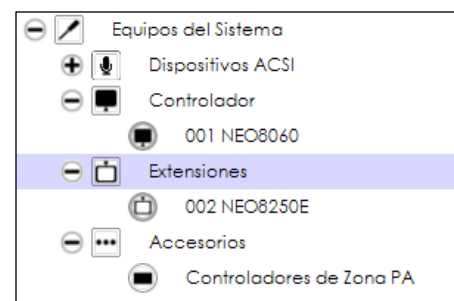 Equipos del Sistema
Dispositivos ACSI
Controlador
001 NEO8060
Extensiones
002 NEO8250E
Accesorios
Controladores de Zona PA